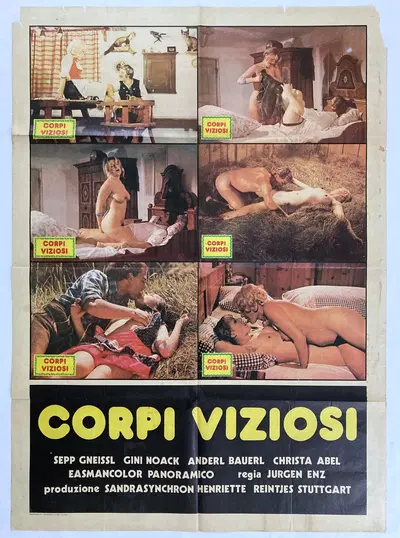 CORPI
VIZIOSI
CORPI
VIZIOSI
CORPI
VIZIOSI
CORPI
VIZIOSI
CORPI
VIZIOSI
CORPI
VIZIOSI
CORPI VIZIOSI
SEPP GNEISSL GINI NOACK ANDERL BAUERL CHRISTA ABEL
EASMANCOLOR PANORAMICO regia JURGEN ENZ
produzione SANDRASYNCHRON HENRIETTE REINTJES STUTTGART